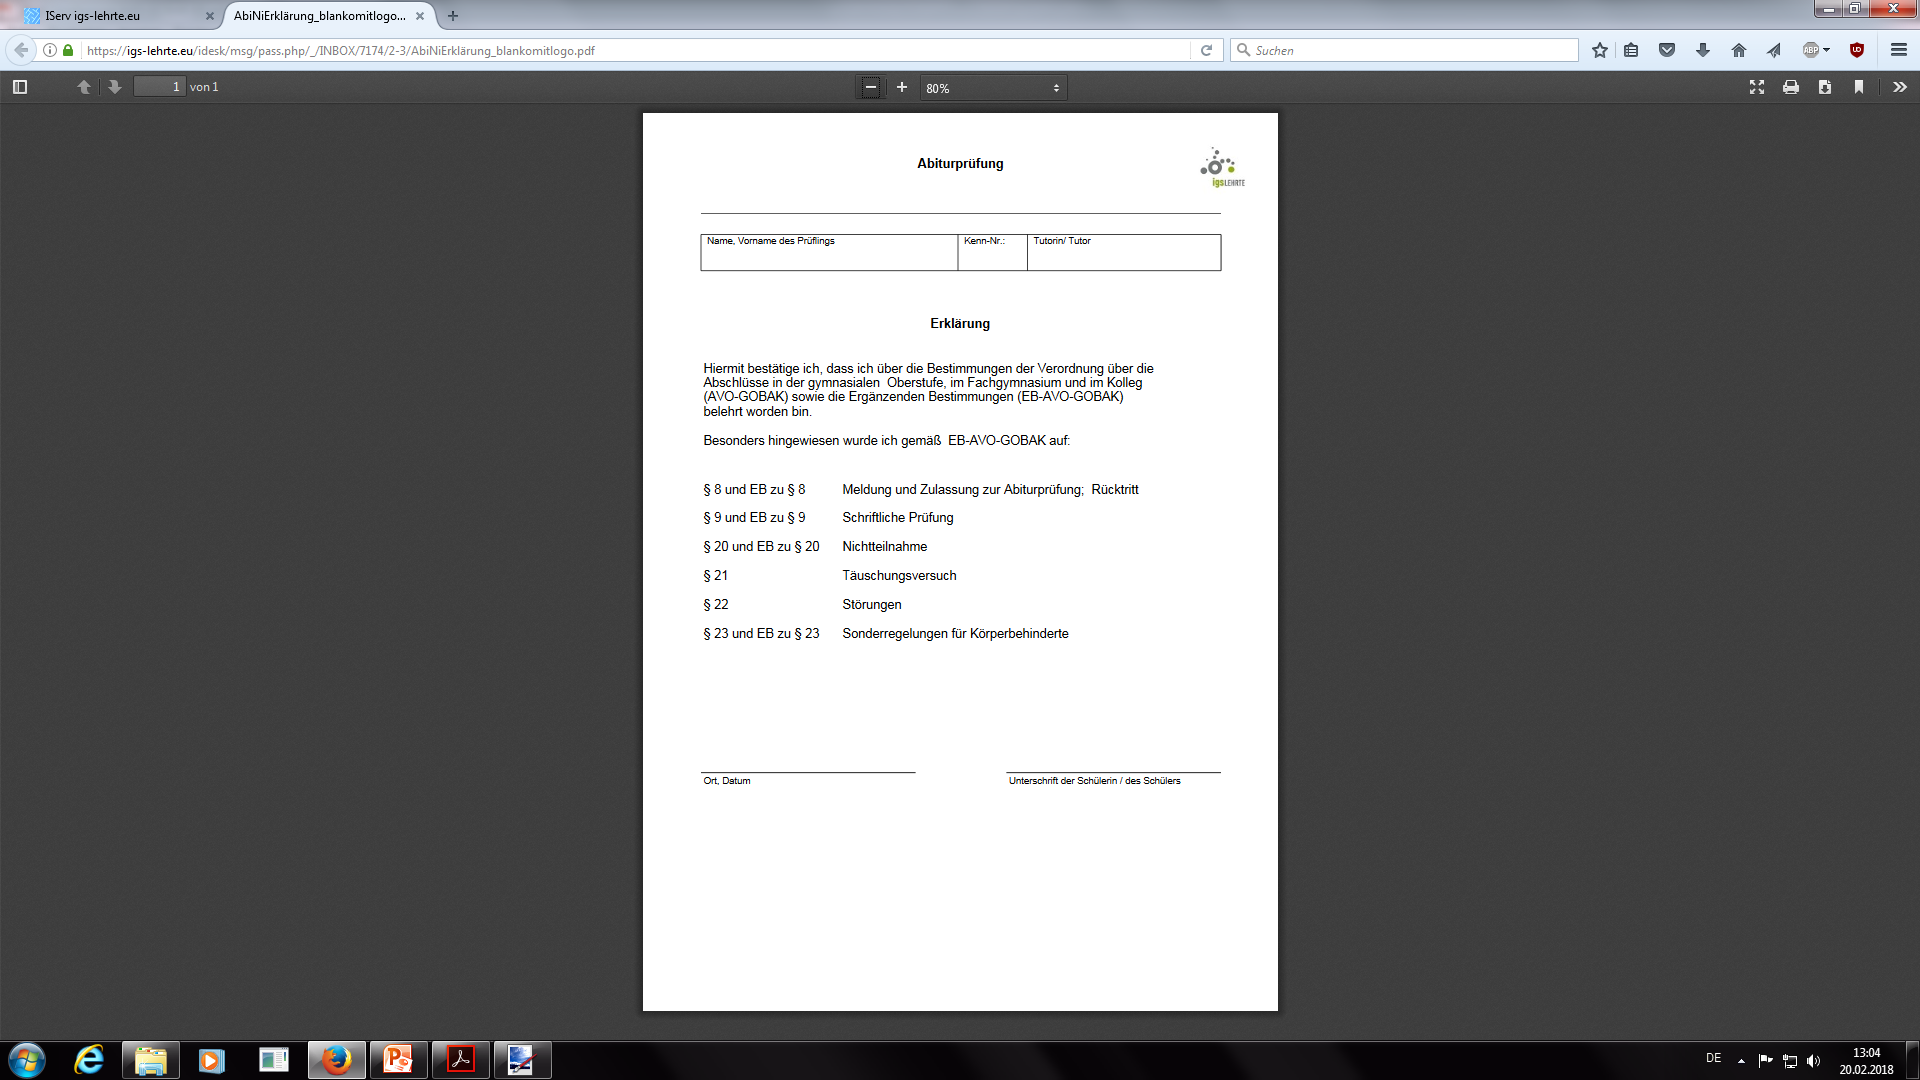 IServ igs-lehrte.eu
AbiNiErklärung_blankomitlogo...
https://igs-lehrte.eu/idesk/msg/pass.php/_/INBOX/7174/2-3/AbiNiErklärung_blankomitlogo.pdf
Suchen
ABP
1 von 1
80%
Abiturprüfung
igsLEHRTE
Name, Vorname des Prüflings Kenn-Nr.: Tutorin/ Tutor
Erklärung
Hiermit bestätige ich, dass ich über die Bestimmungen der Verordnung über die
Abschlüsse in der gymnasialen Oberstufe, im Fachgymnasium und im Kolleg
(AVO-GOBAK) sowie die Ergänzenden Bestimmungen (EB-AVO-GOBAK)
belehrt worden bin.
Besonders hingewiesen wurde ich gemäß EB-AVO-GOBAK auf:
§ 8 und EB zu § 8 Meldung und Zulassung zur Abiturprüfung; Rücktritt
§ 9 und EB zu § 9 Schriftliche Prüfung
§ 20 und EB zu § 20 Nichtteilnahme
§ 21 Täuschungsversuch
§ 22 Störungen
§ 23 und EB zu § 23 Sonderregelungen für Körperbehinderte
Ort, Datum Unterschrift der Schülerin / des Schülers
DE
13:04
20.02.2018